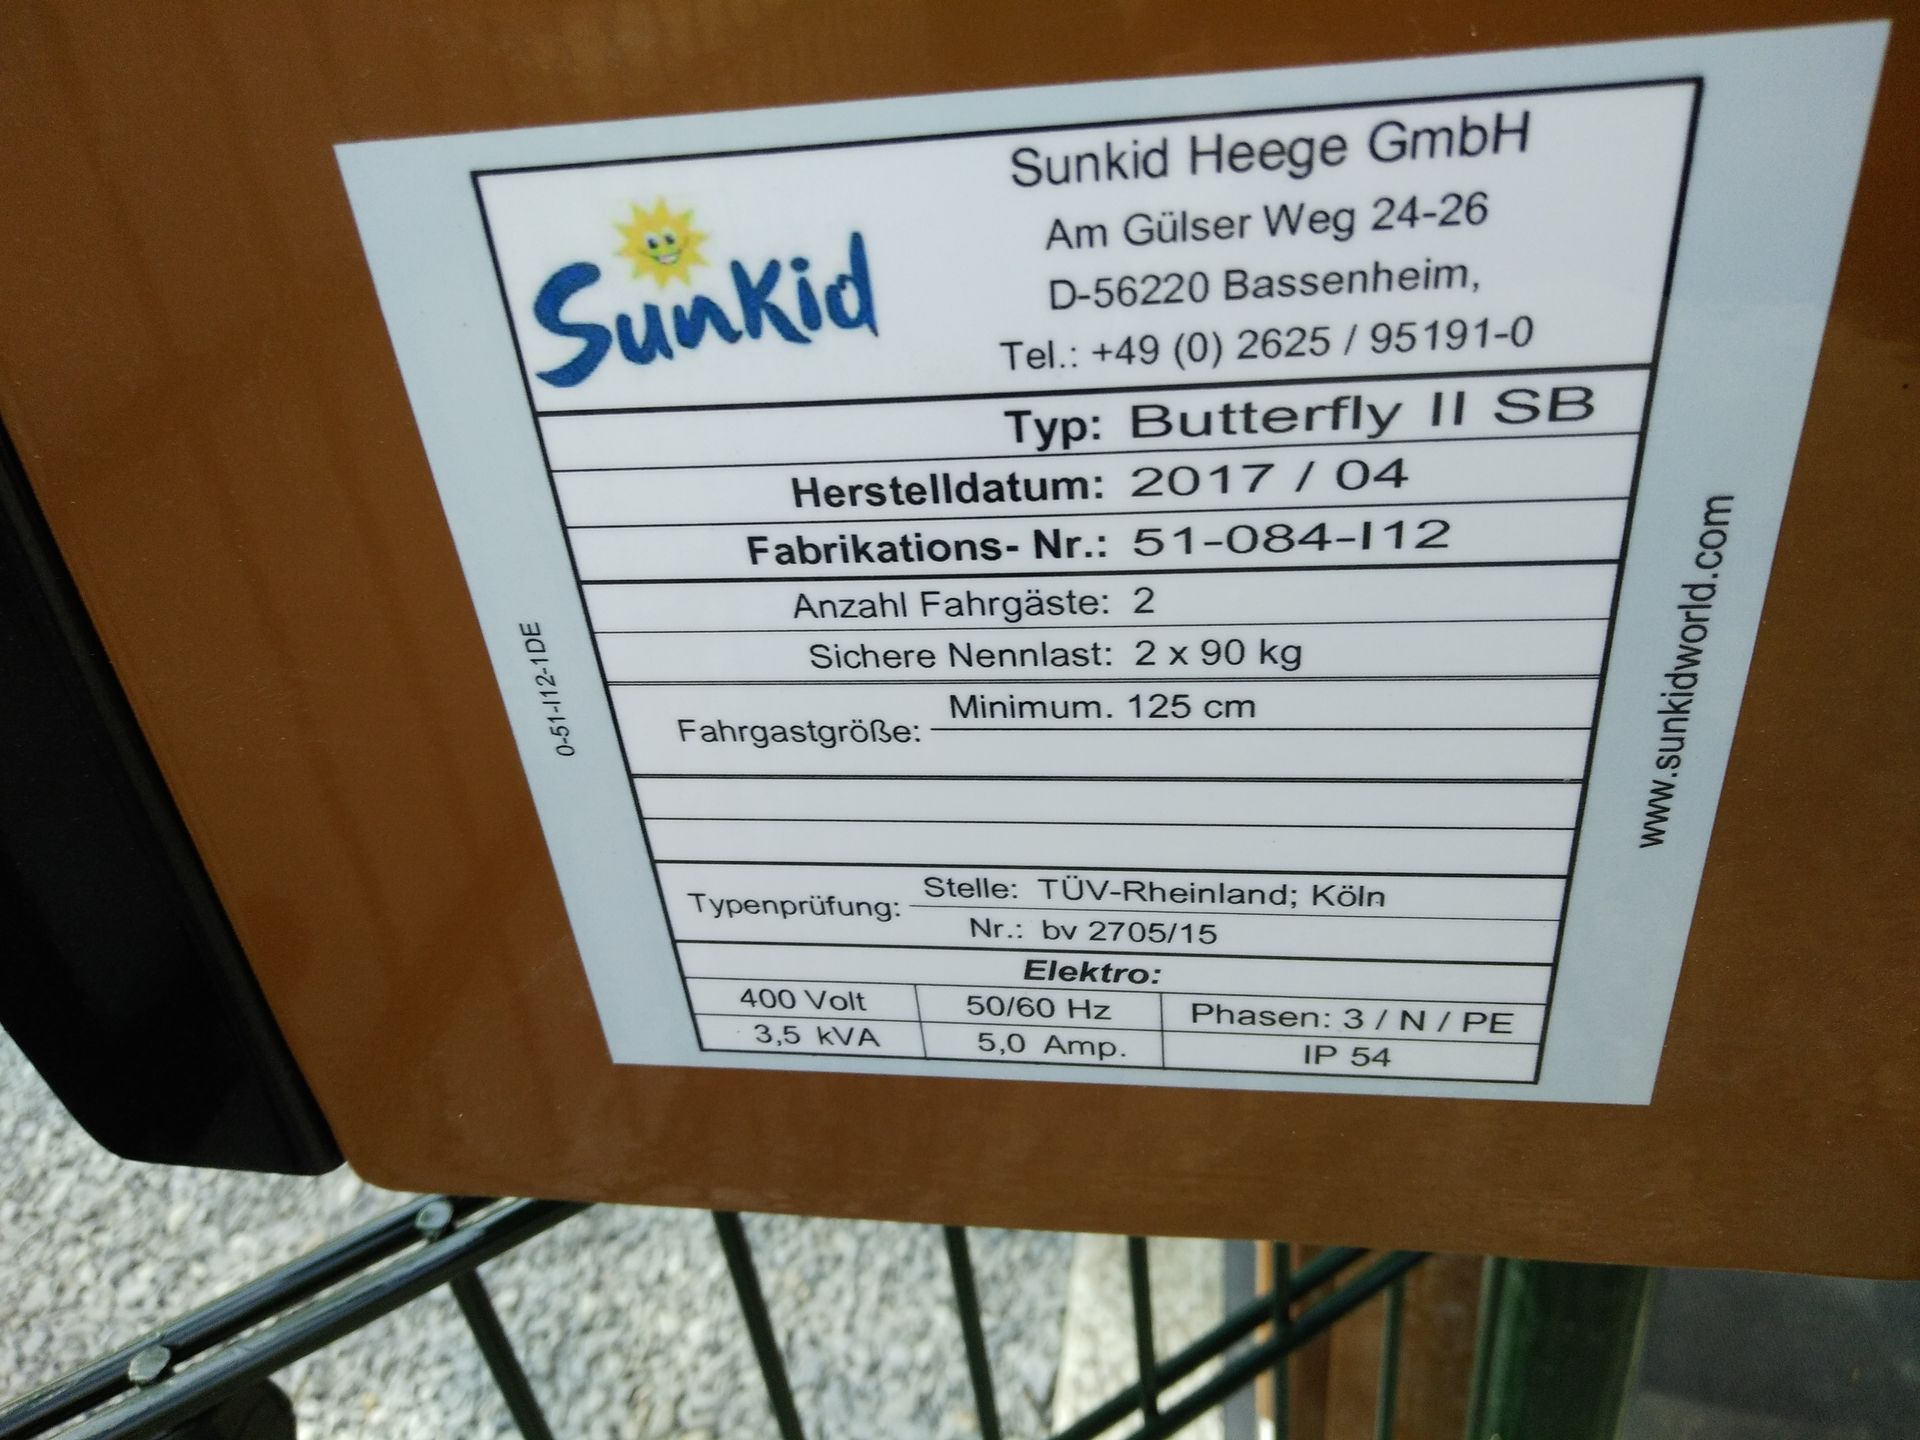 SunKid
Sunkid Heege GmbH
Am Gülser Weg 24-26
D-56220 Bassenheim,
Tel.: +49 (0) 2625 / 95191-0
Typ: Butterfly II SB
Herstelldatum: 2017 / 04
Fabrikations- Nr.: 51-084-I12
Anzahl Fahrgäste: 2
Sichere Nennlast: 2 x 90 kg
Fahrgastgröße: Minimum. 125 cm
Typenprüfung: Stelle: TÜV-Rheinland; Köln
Nr.: bv 2705/15
Elektro:
400 Volt 50/60 Hz Phasen: 3 / N / PE
3,5 kVA 5,0 Amp. IP 54
0-51-I12-1DE
www.sunkidworld.com